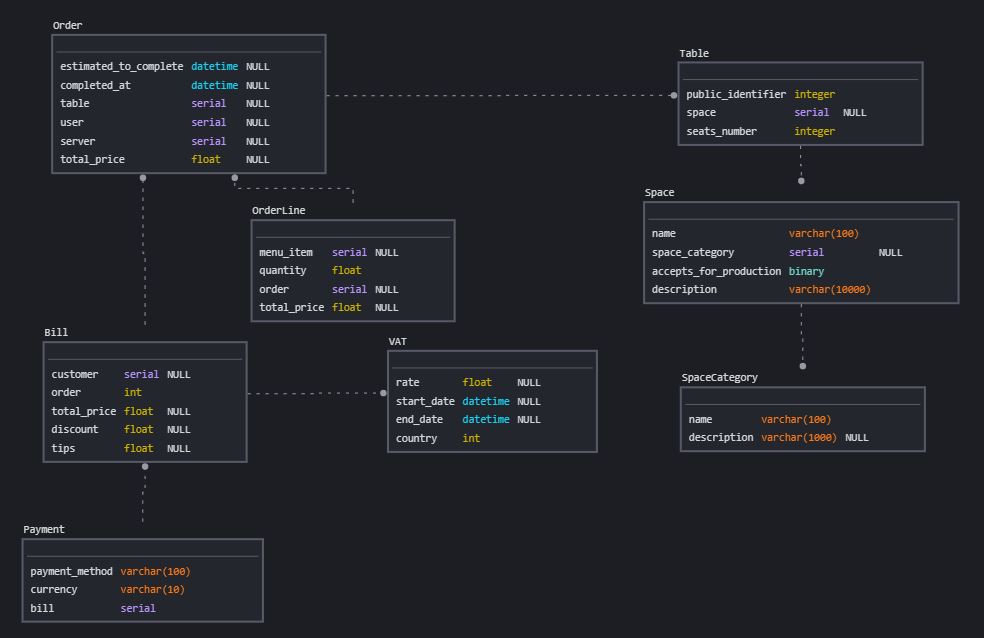 Order
estimated_to_complete datetime NULL
completed_at datetime NULL
table serial NULL
user serial NULL
server serial NULL
total_price float NULL
Table
public_identifier integer
space serial NULL
seats_number integer
OrderLine
menu_item serial NULL
quantity float
order serial NULL
total_price float NULL
Space
name varchar(100)
space_category serial NULL
accepts_for_production binary
description varchar(10000)
Bill
customer serial NULL
order int
total_price float NULL
discount float NULL
tips float NULL
VAT
rate float NULL
start_date datetime NULL
end_date datetime NULL
country int
SpaceCategory
name varchar(100)
description varchar(1000) NULL
Payment
payment_method varchar(100)
currency varchar(10)
bill serial